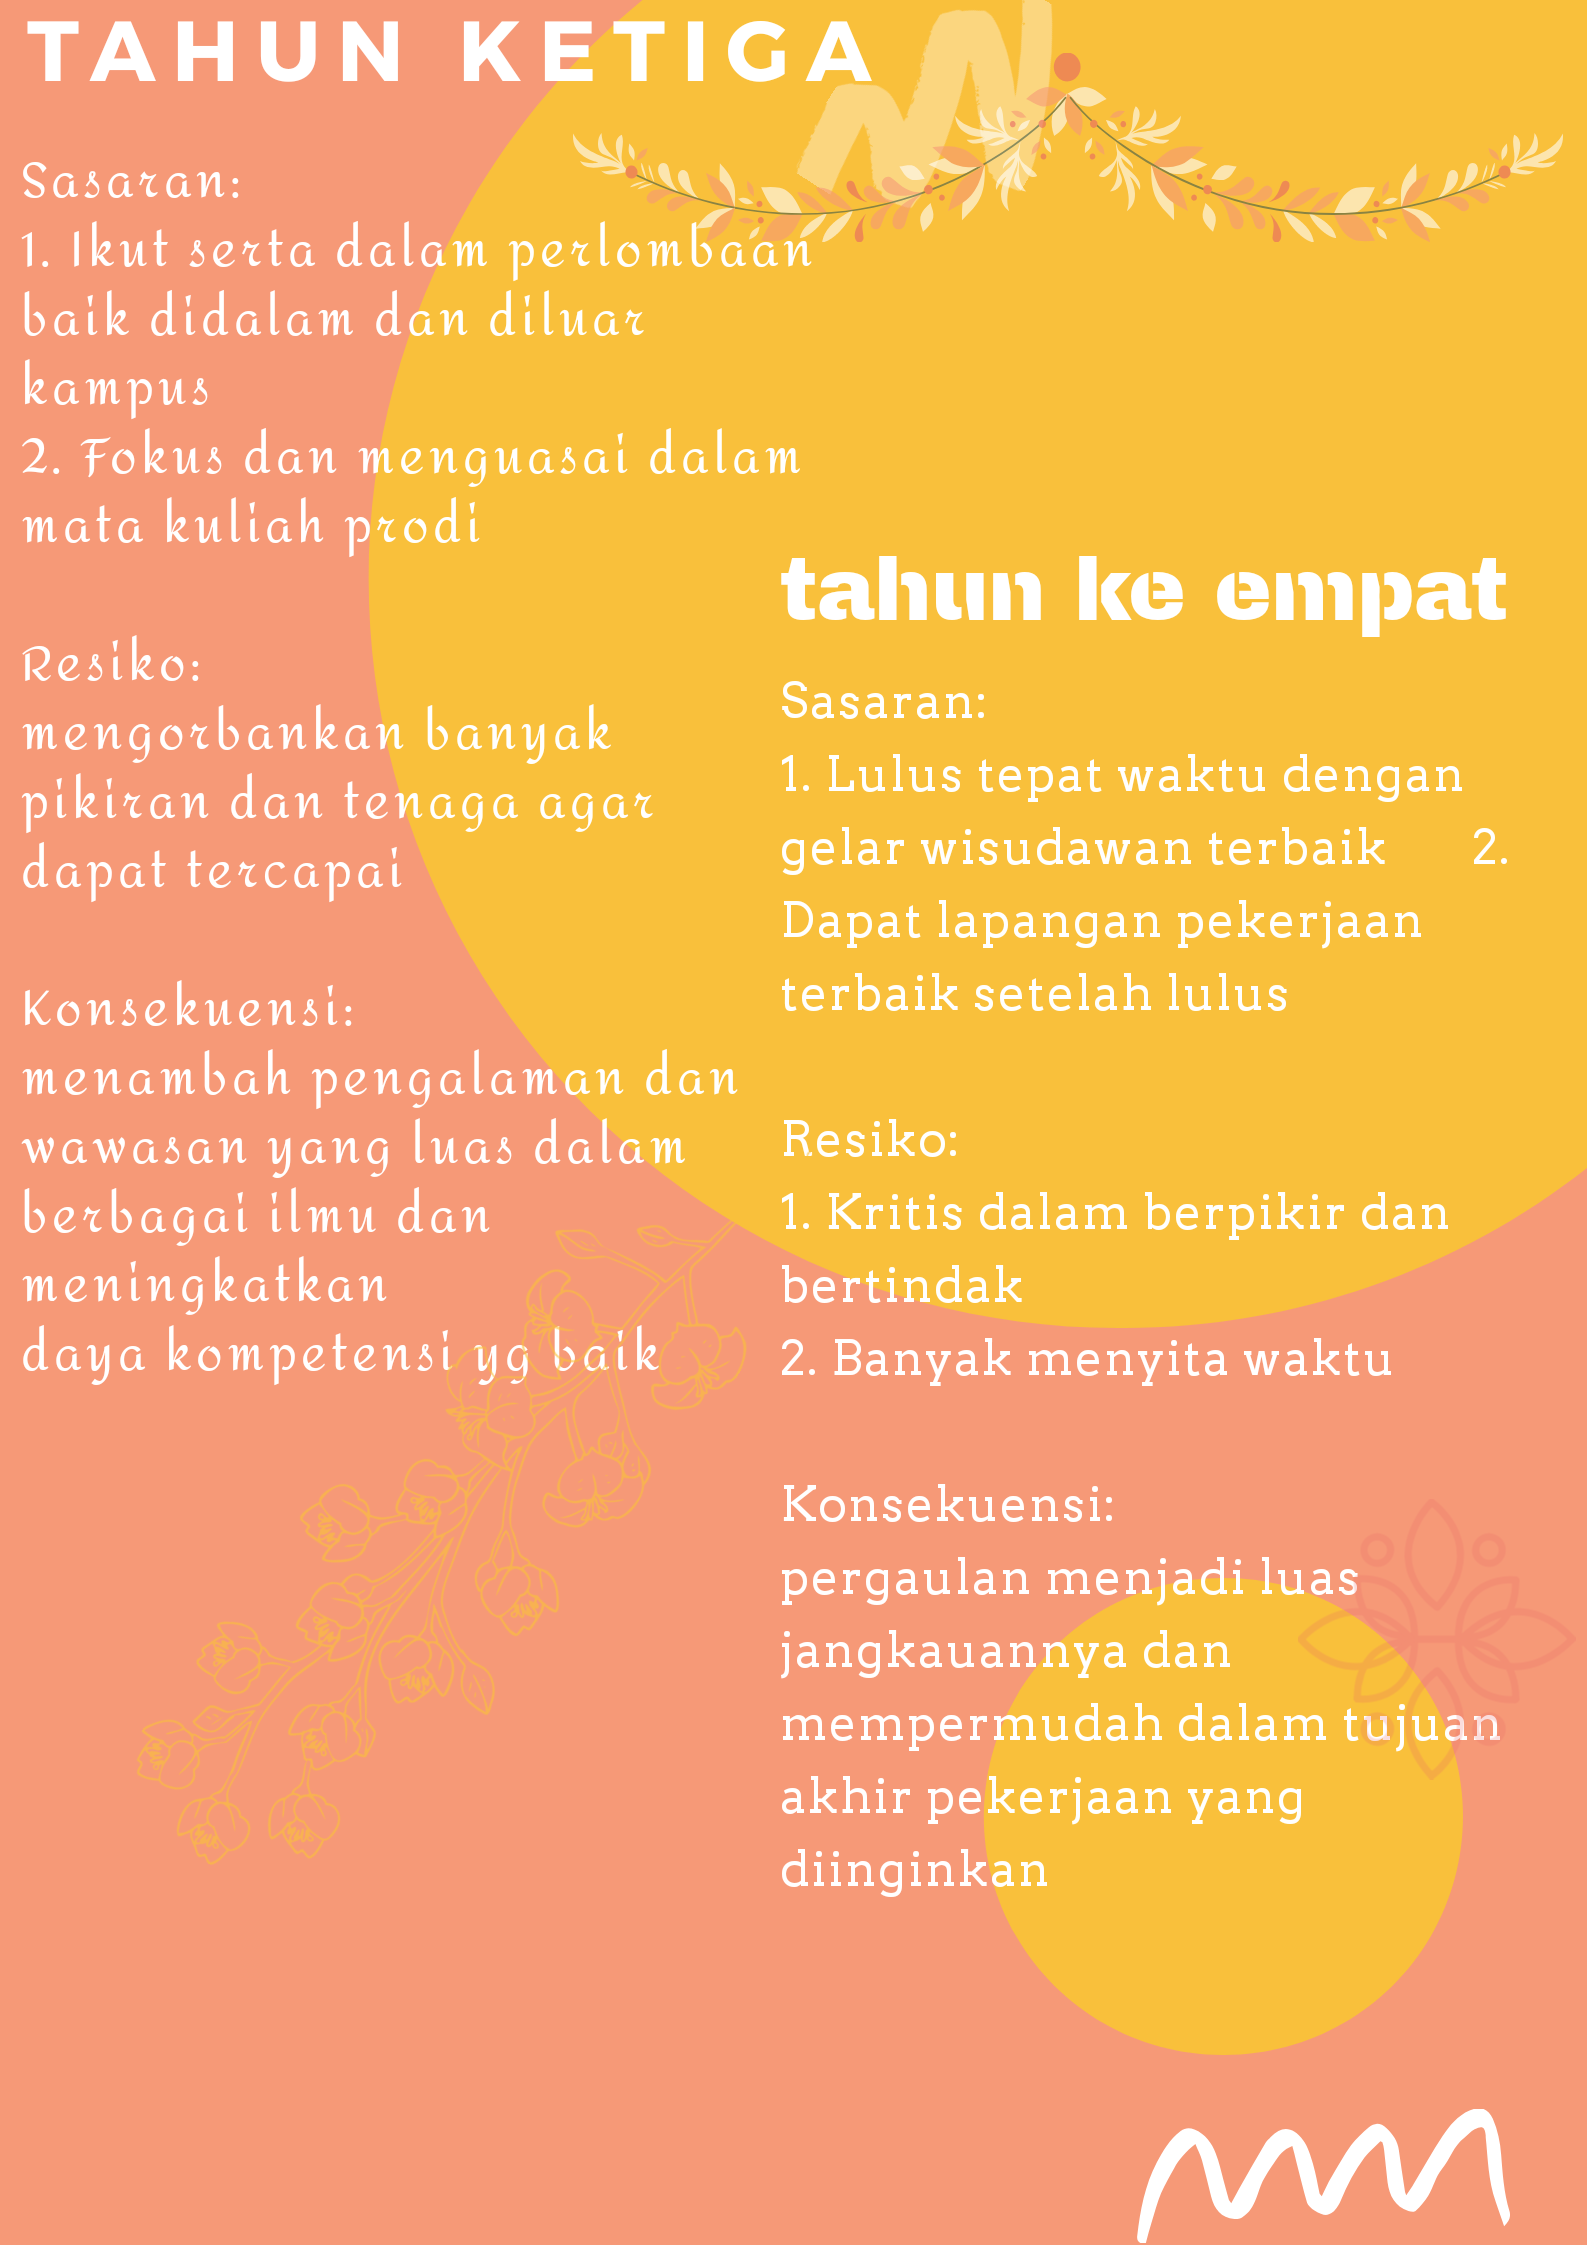 TAHUN KETIGA
Sasaran:
1. Ikut serta dalam perlombaan
baik didalam dan diluar
kampus
2. Fokus dan menguasai dalam
mata kuliah prodi
Resiko:
mengorbankan banyak
pikiran dan tenaga agar
dapat tercapai
Konsekuensi:
menambah pengalaman dan
wawasan yang luas dalam
berbagai ilmu dan
meningkatkan
daya kompetensi yg baik
tahun ke empat
Sasaran:
1. Lulus tepat waktu dengan
gelar wisudawan terbaik 2.
Dapat lapangan pekerjaan
terbaik setelah lulus
Resiko:
1. Kritis dalam berpikir dan
bertindak
2. Banyak menyita waktu
Konsekuensi:
pergaulan menjadi luas
jangkauannya dan
mempermudah dalam tujuan
akhir pekerjaan yang
diinginkan